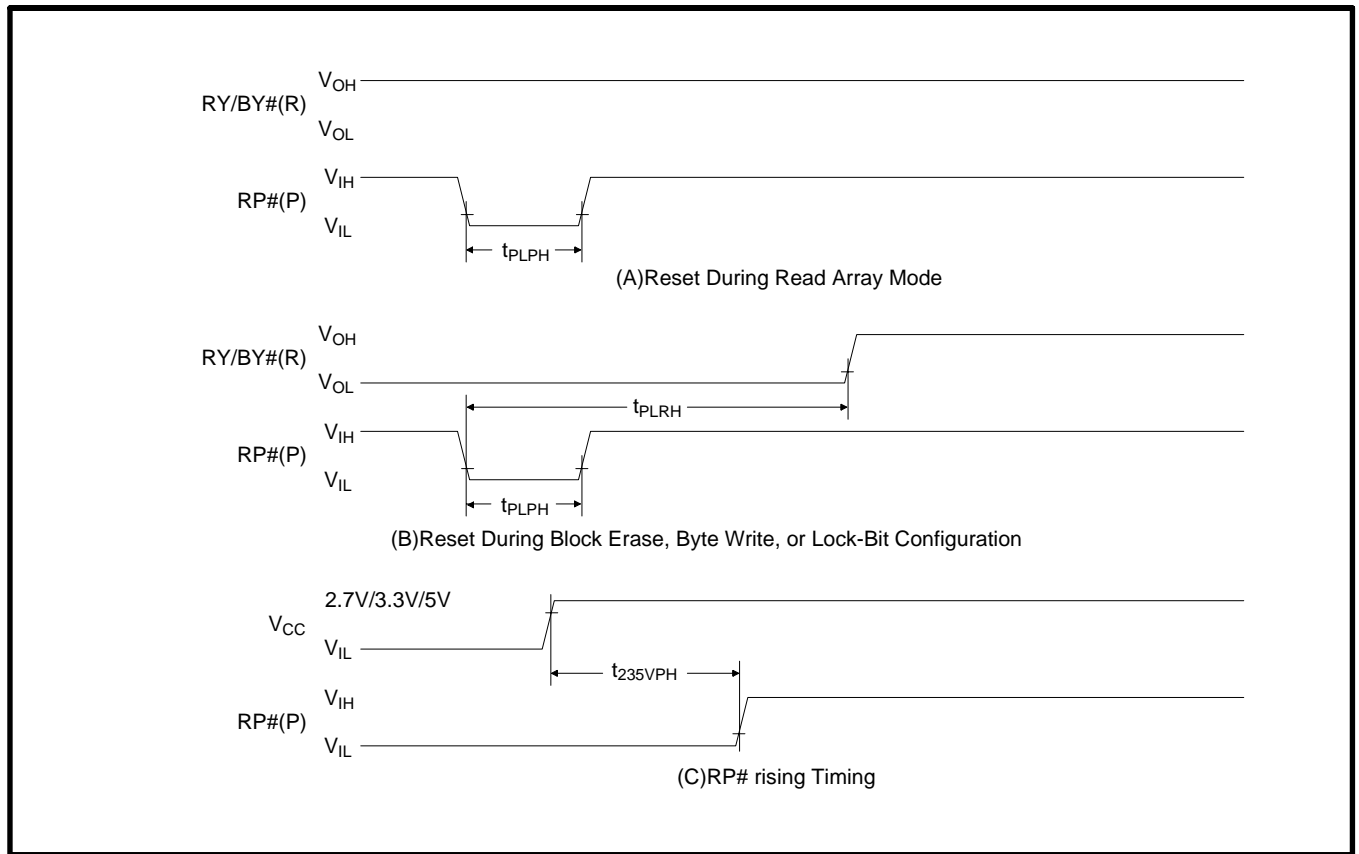 VOH
RY/BY#(R)
VOL
VIH
RP#(P)
VIL
tPLPH
(A)Reset During Read Array Mode
VOH
RY/BY#(R)
VOL
tPLRH
VIH
RP#(P)
VIL
tPLPH
(B)Reset During Block Erase, Byte Write, or Lock-Bit Configuration
2.7V/3.3V/5V
VCC
VIL
t235VPH
VIH
RP#(P)
VIL
(C)RP# rising Timing